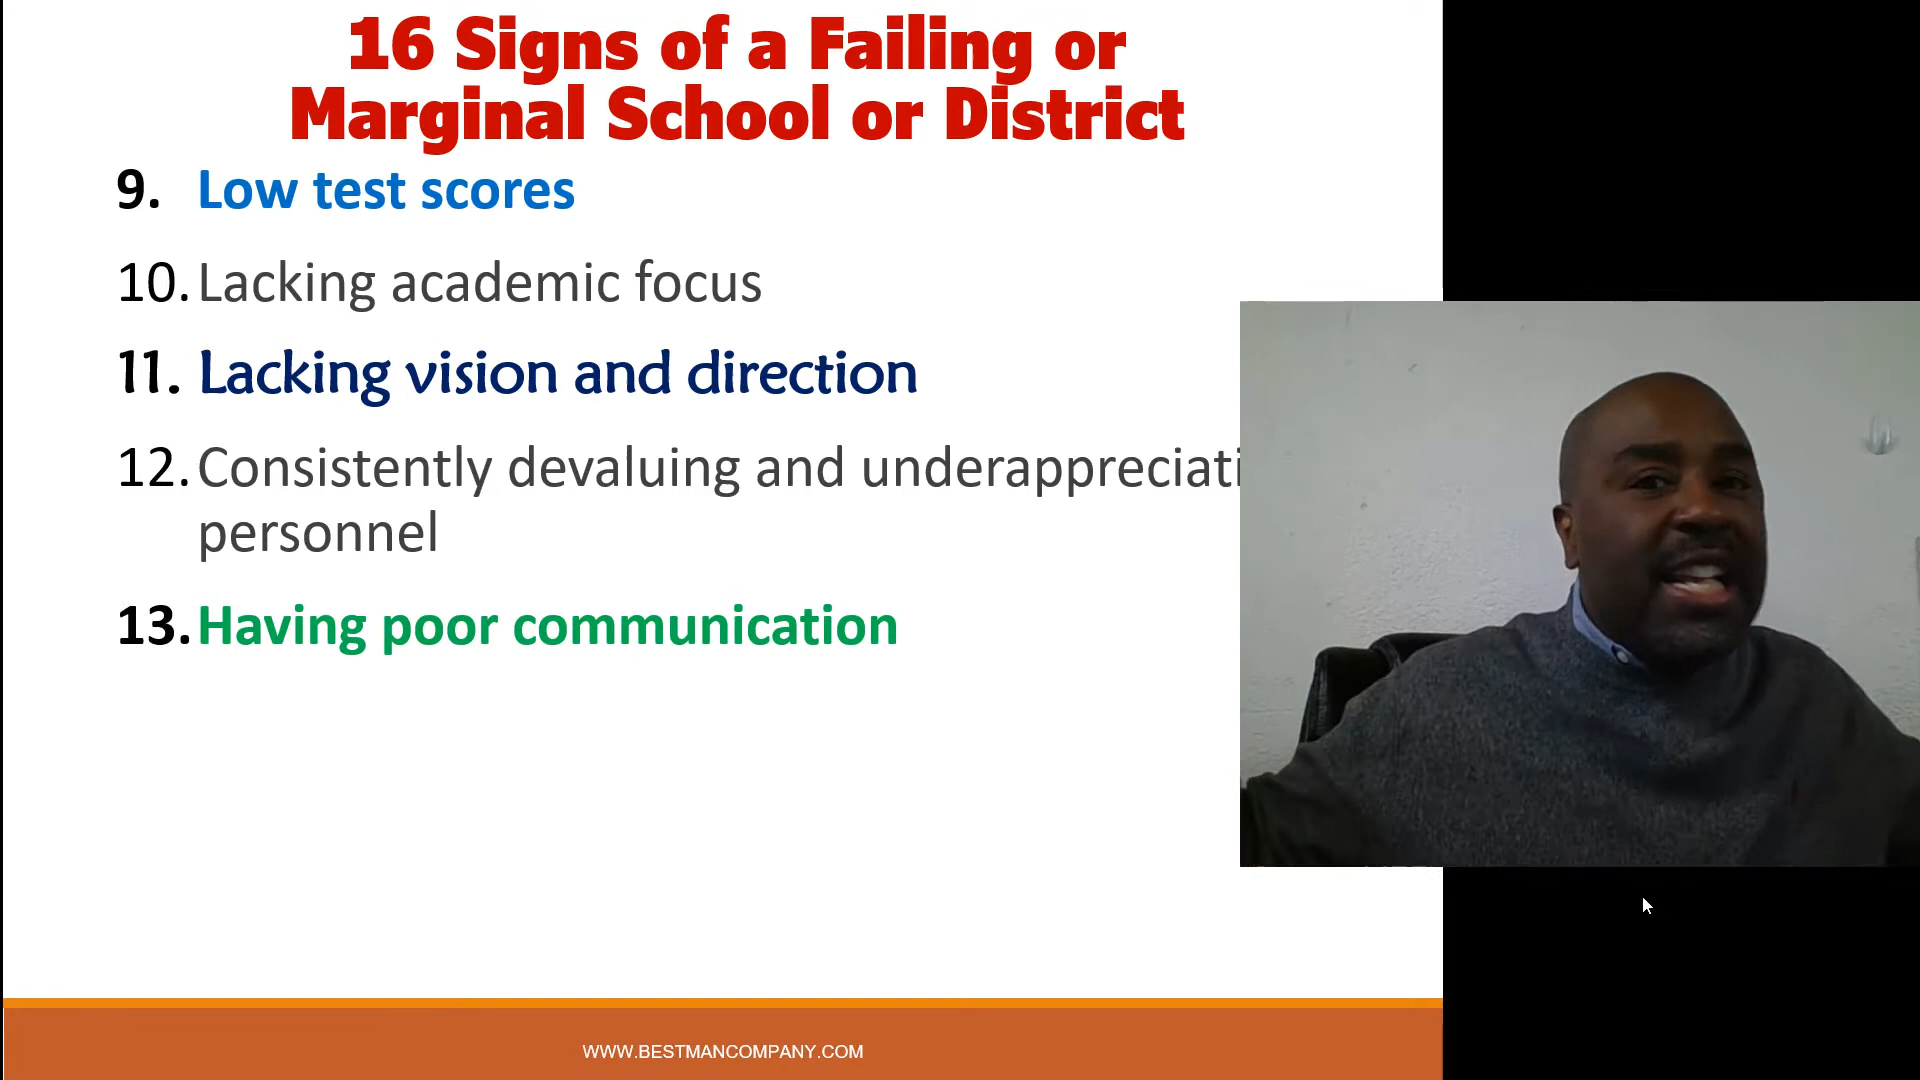 16 Signs of a Failing or
Marginal School or District
9. Low test scores
10. Lacking academic focus
11. Lacking vision and direction
12. Consistently devaluing and
personnel
13. Having poor communication
WWW.BESTMANCOMPANY.COM